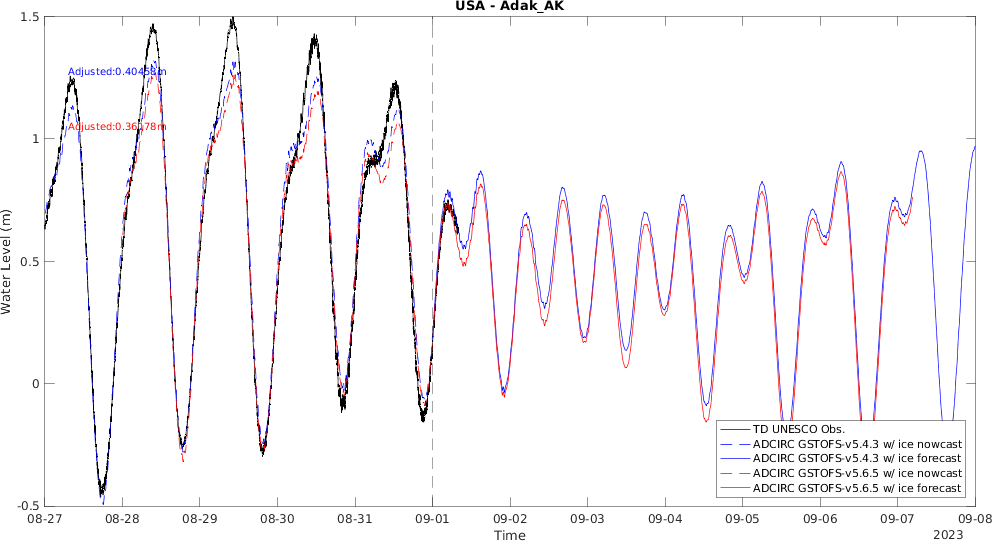 USA - Adak_AK
1.5
1
0.5
0
-0.5
Water Level (m)
Adjusted:0.40458m
Adjusted:0.36178m
TD UNESCO Obs.
ADCIRC GSTOFS-v5.4.3 w/ ice nowcast
ADCIRC GSTOFS-v5.4.3 w/ ice forecast
ADCIRC GSTOFS-v5.6.5 w/ ice nowcast
ADCIRC GSTOFS-v5.6.5 w/ ice forecast
08-27 08-28 08-29 08-30 08-31 09-01 09-02 09-03 09-04 09-05 09-06 09-07 09-08
Time
2023